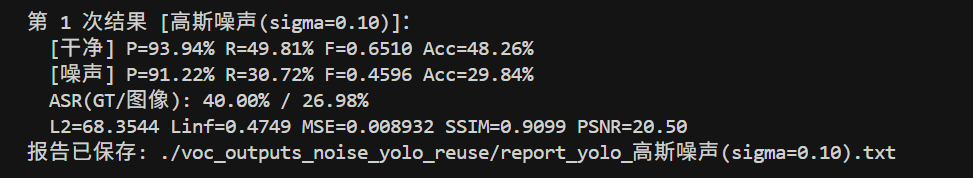 第 1 次结果 [高斯噪声(sigma=0.10)]:
[干净] P=93.94% R=49.81% F=0.6510 Acc=48.26%
[噪声] P=91.22% R=30.72% F=0.4596 Acc=29.84%
ASR(GT/图像): 40.00% / 26.98%
L2=68.3544 Linf=0.4749 MSE=0.008932 SSIM=0.9099 PSNR=20.50
报告已保存: ./voc_outputs_noise_yolo_reuse/report_yolo_高斯噪声(sigma=0.10).txt